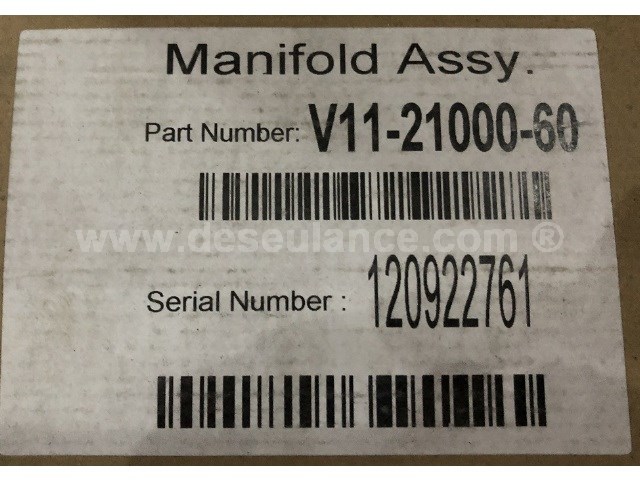 Manifold Assy.
Part Number: V11-21000-60
www.deseulance.com ®
Serial Number : 120922761